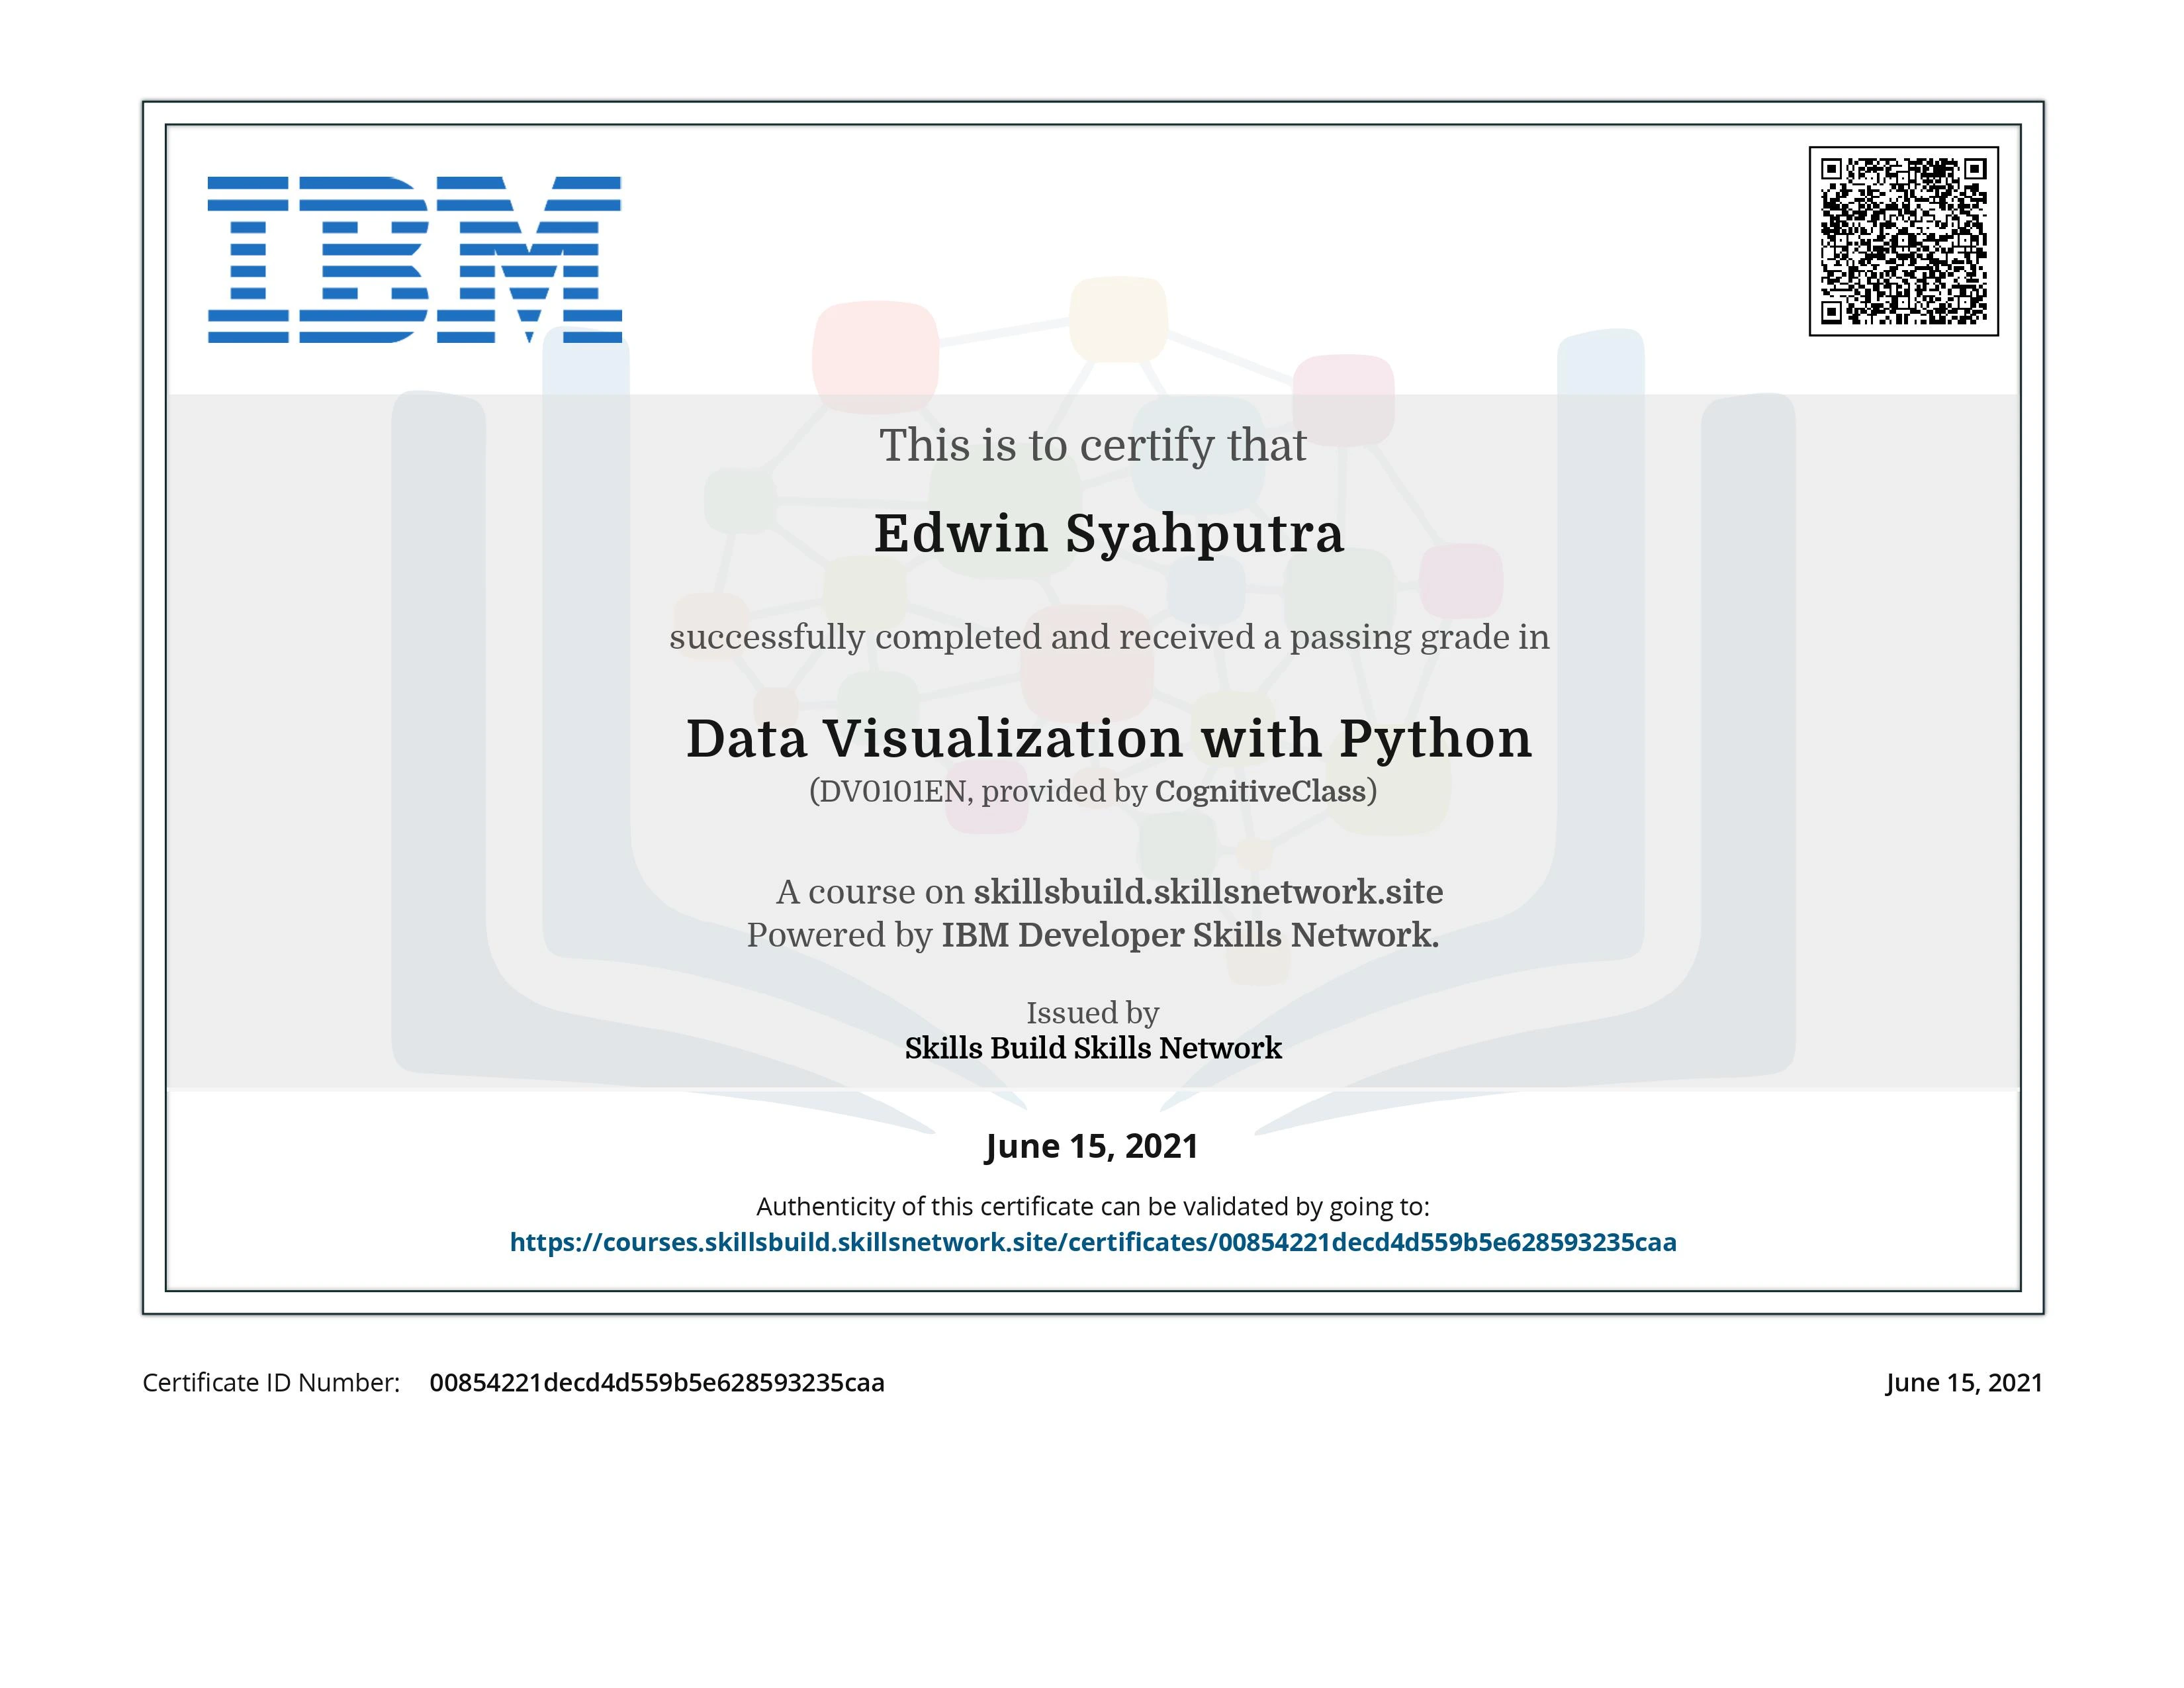 IBM
This is to certify that
Edwin Syahputra
successfully completed and received a passing grade in
Data Visualization with Python
(DV0101EN, provided by CognitiveClass)
A course on skillsbuild.skillsnetwork.site
Powered by IBM Developer Skills Network.
Issued by
Skills Build Skills Network
June 15, 2021
Authenticity of this certificate can be validated by going to:
https://courses.skillsbuild.skillsnetwork.site/certificates/00854221decd4d559b5e628593235caa
Certificate ID Number: 00854221decd4d559b5e628593235caa
June 15, 2021